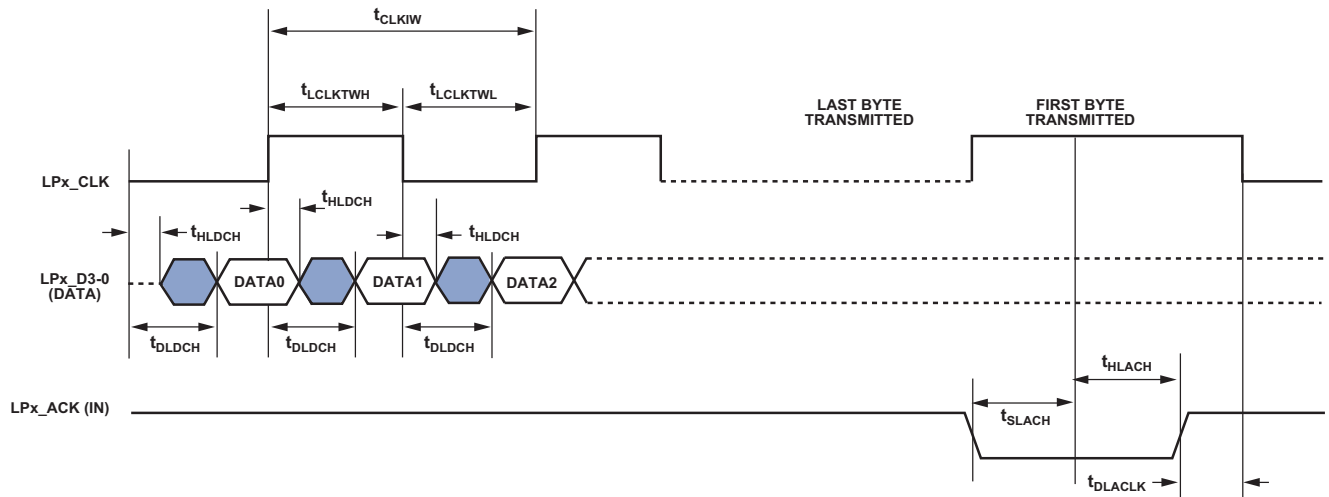 tCLKIW
tLCLKTWH
tLCLKTWL
LAST BYTE
TRANSMITTED
FIRST BYTE
TRANSMITTED
LPx_CLK
tHLDCH
tHLDCH
tHLDCH
LPx_D3-0
(DATA)
DATA0
DATA1
DATA2
tDLDCH
tDLDCH
tDLDCH
tHLACH
LPx_ACK (IN)
tSLACH
tDLACLK